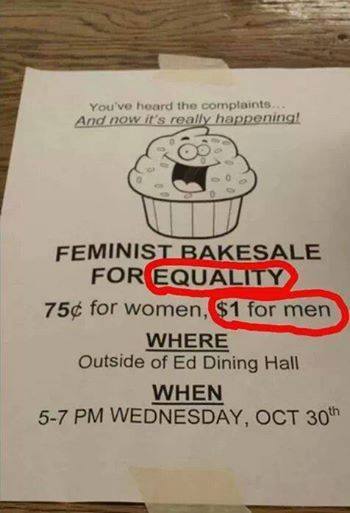 You've heard the complaints...
And now it's really happening!
FEMINIST BAKESALE
FOR EQUALITY
75¢ for women, $1 for men
WHERE
Outside of Ed Dining Hall
WHEN
5-7 PM WEDNESDAY, OCT 30th